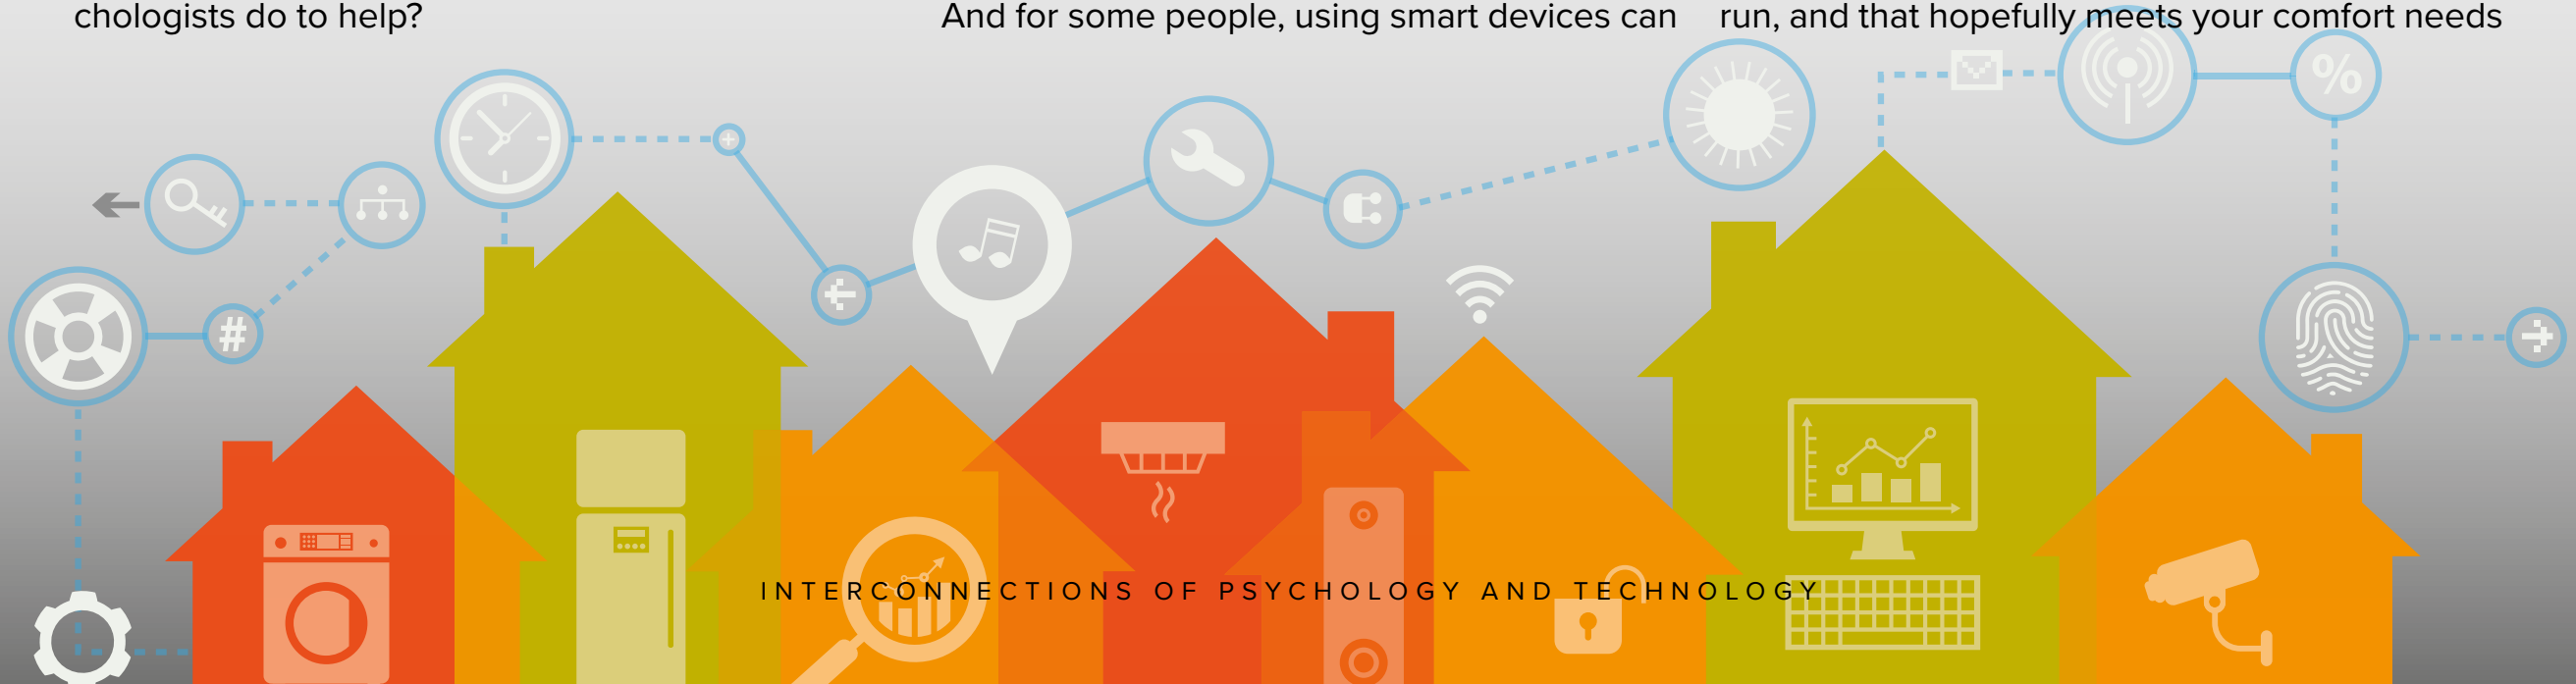 chologists do to help?
And for some people, using smart devices can
run, and that hopefully meets your comfort needs
%
#
INTERCONNECTIONS OF PSYCHOLOGY AND TECHNOLOGY